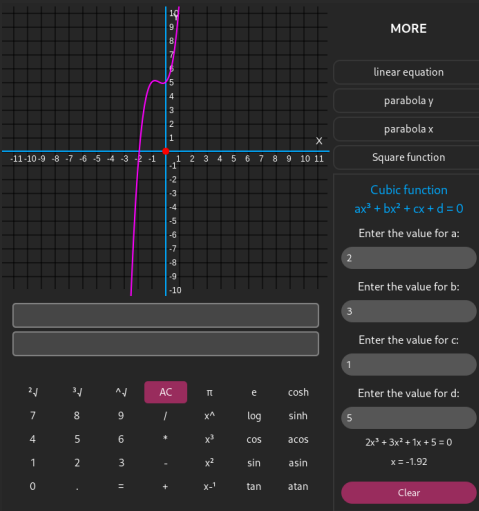 Y
10
9
8
7
6
5
4
3
2
1
X
-11 -10 -9 -8 -7 -6 -5 -4 -3 -2 -1 1 2 3 4 5 6 7 8 9 10 11
-1
-2
-3
-4
-5
-6
-7
-8
-9
-10
²√ ³√ ^√ AC π e cosh
7 8 9 / x^ log sinh
4 5 6 * x³ cos acos
1 2 3 - x² sin asin
0 . = + x-¹ tan atan
MORE
linear equation
parabola y
parabola x
Square function
Cubic function
ax³ + bx² + cx + d = 0
Enter the value for a:
2
Enter the value for b:
3
Enter the value for c:
1
Enter the value for d:
5
2x³ + 3x² + 1x + 5 = 0
x = -1.92
Clear